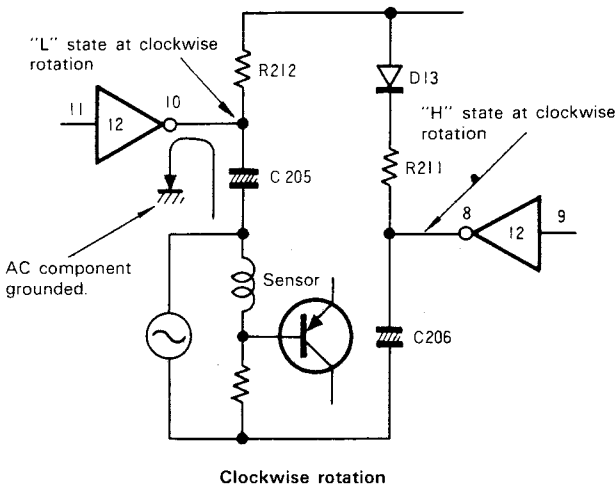 "L" state at clockwise
rotation
R212
D13
11
12
10
"H" state at clockwise
rotation
R211
C 205
8
12
9
AC component
grounded.
Sensor
C206
Clockwise rotation